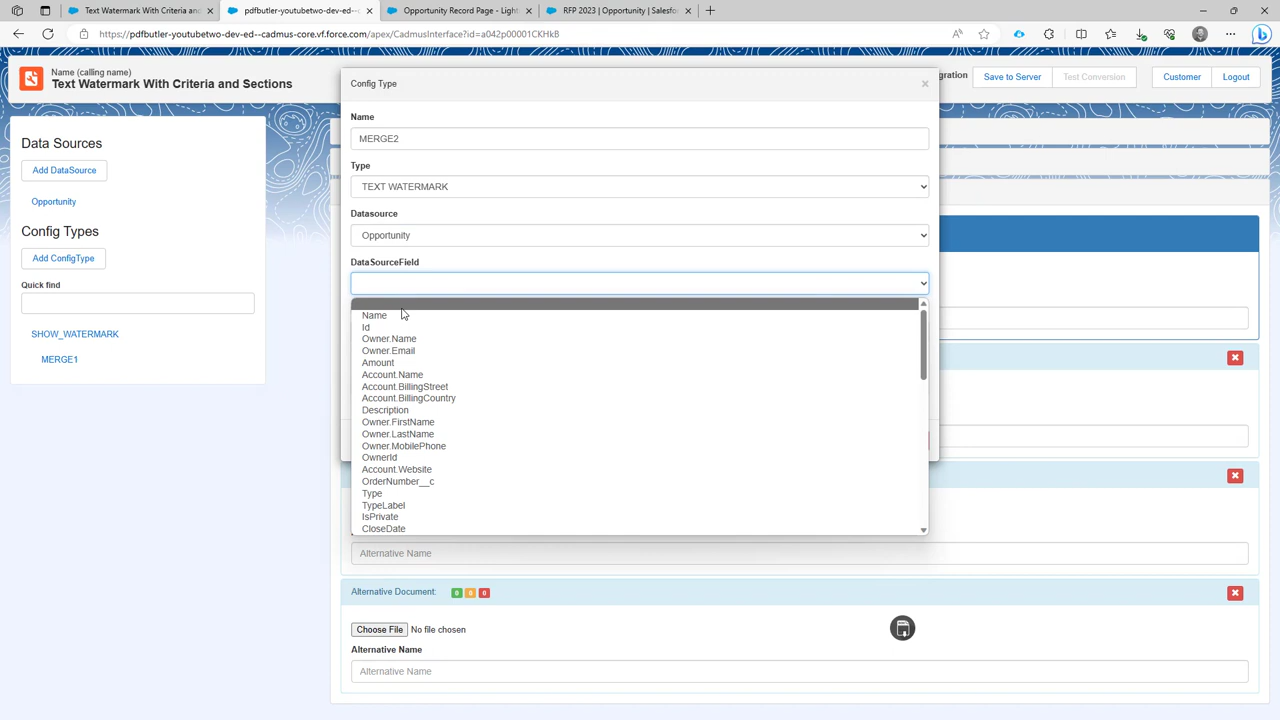 Text Watermark With Criteria and
pdfbutler-youtubetwo-dev-ed--cad
Opportunity Record Page - Light
RFP 2023 | Opportunity | Salesfor
https://pdfbutler-youtubetwo-dev-ed--cadmus-core.vf.force.com/apex/CadmusInterface?id=a042p00001CKHkB
Name (calling name)
Text Watermark With Criteria and Sections
Save to Server
Test Conversion
Customer
Logout
Data Sources
Add DataSource
Opportunity
Config Types
Add ConfigType
Quick find
SHOW_WATERMARK
MERGE1
Config Type
×
Name
MERGE2
Type
TEXT WATERMARK
Datasource
Opportunity
DataSourceField
Name
Id
Owner.Name
Owner.Email
Amount
Account.Name
Account.BillingStreet
Account.BillingCountry
Description
Owner.FirstName
Owner.LastName
Owner.MobilePhone
OwnerId
Account.Website
OrderNumber__c
Type
TypeLabel
IsPrivate
CloseDate
Alternative Name
Alternative Document:
0 0 0
Choose File No file chosen
Alternative Name
Alternative Name